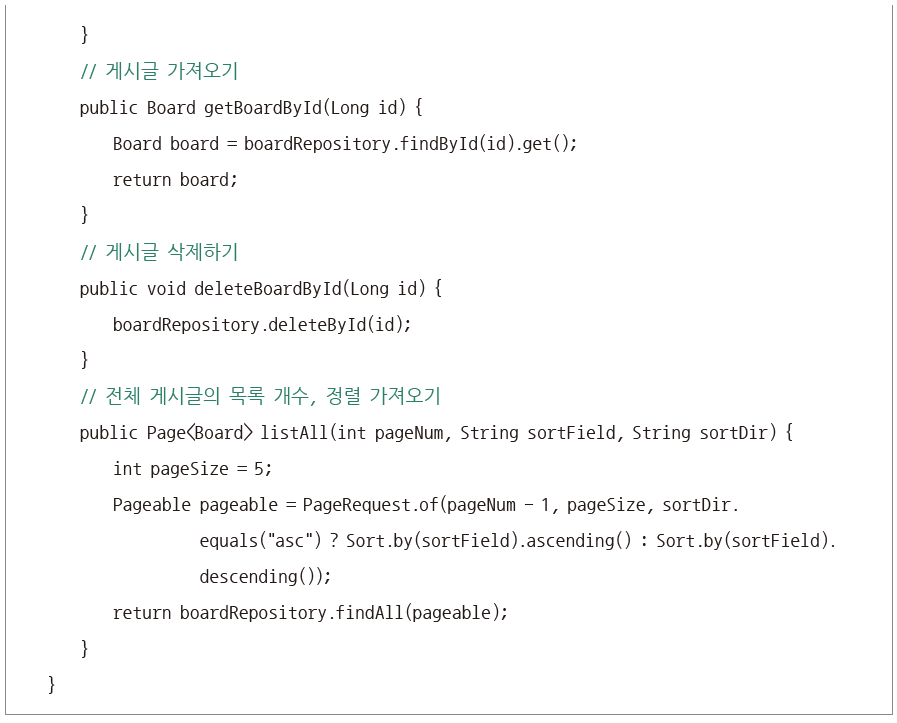 }
// 게시글 가져오기
public Board getBoardById(Long id) {
Board board = boardRepository.findById(id).get();
return board;
}
// 게시글 삭제하기
public void deleteBoardById(Long id) {
boardRepository.deleteById(id);
}
// 전체 게시글의 목록 개수, 정렬 가져오기
public Page<Board> listAll(int pageNum, String sortField, String sortDir) {
int pageSize = 5;
Pageable pageable = PageRequest.of(pageNum - 1, pageSize, sortDir.
equals("asc") ? Sort.by(sortField).ascending() : Sort.by(sortField).
descending());
return boardRepository.findAll(pageable);
}
}